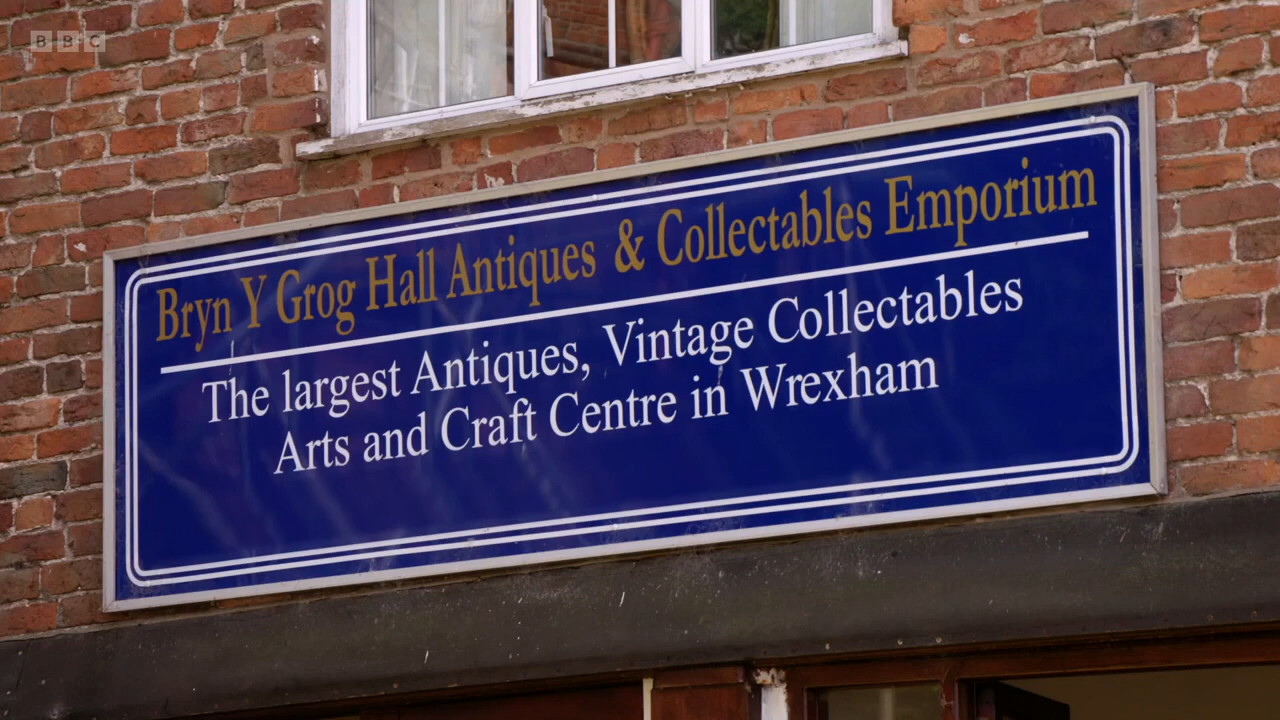 BBC
Bryn Y Grog Hall Antiques & Collectables Emporium
The largest Antiques, Vintage Collectables
Arts and Craft Centre in Wrexham